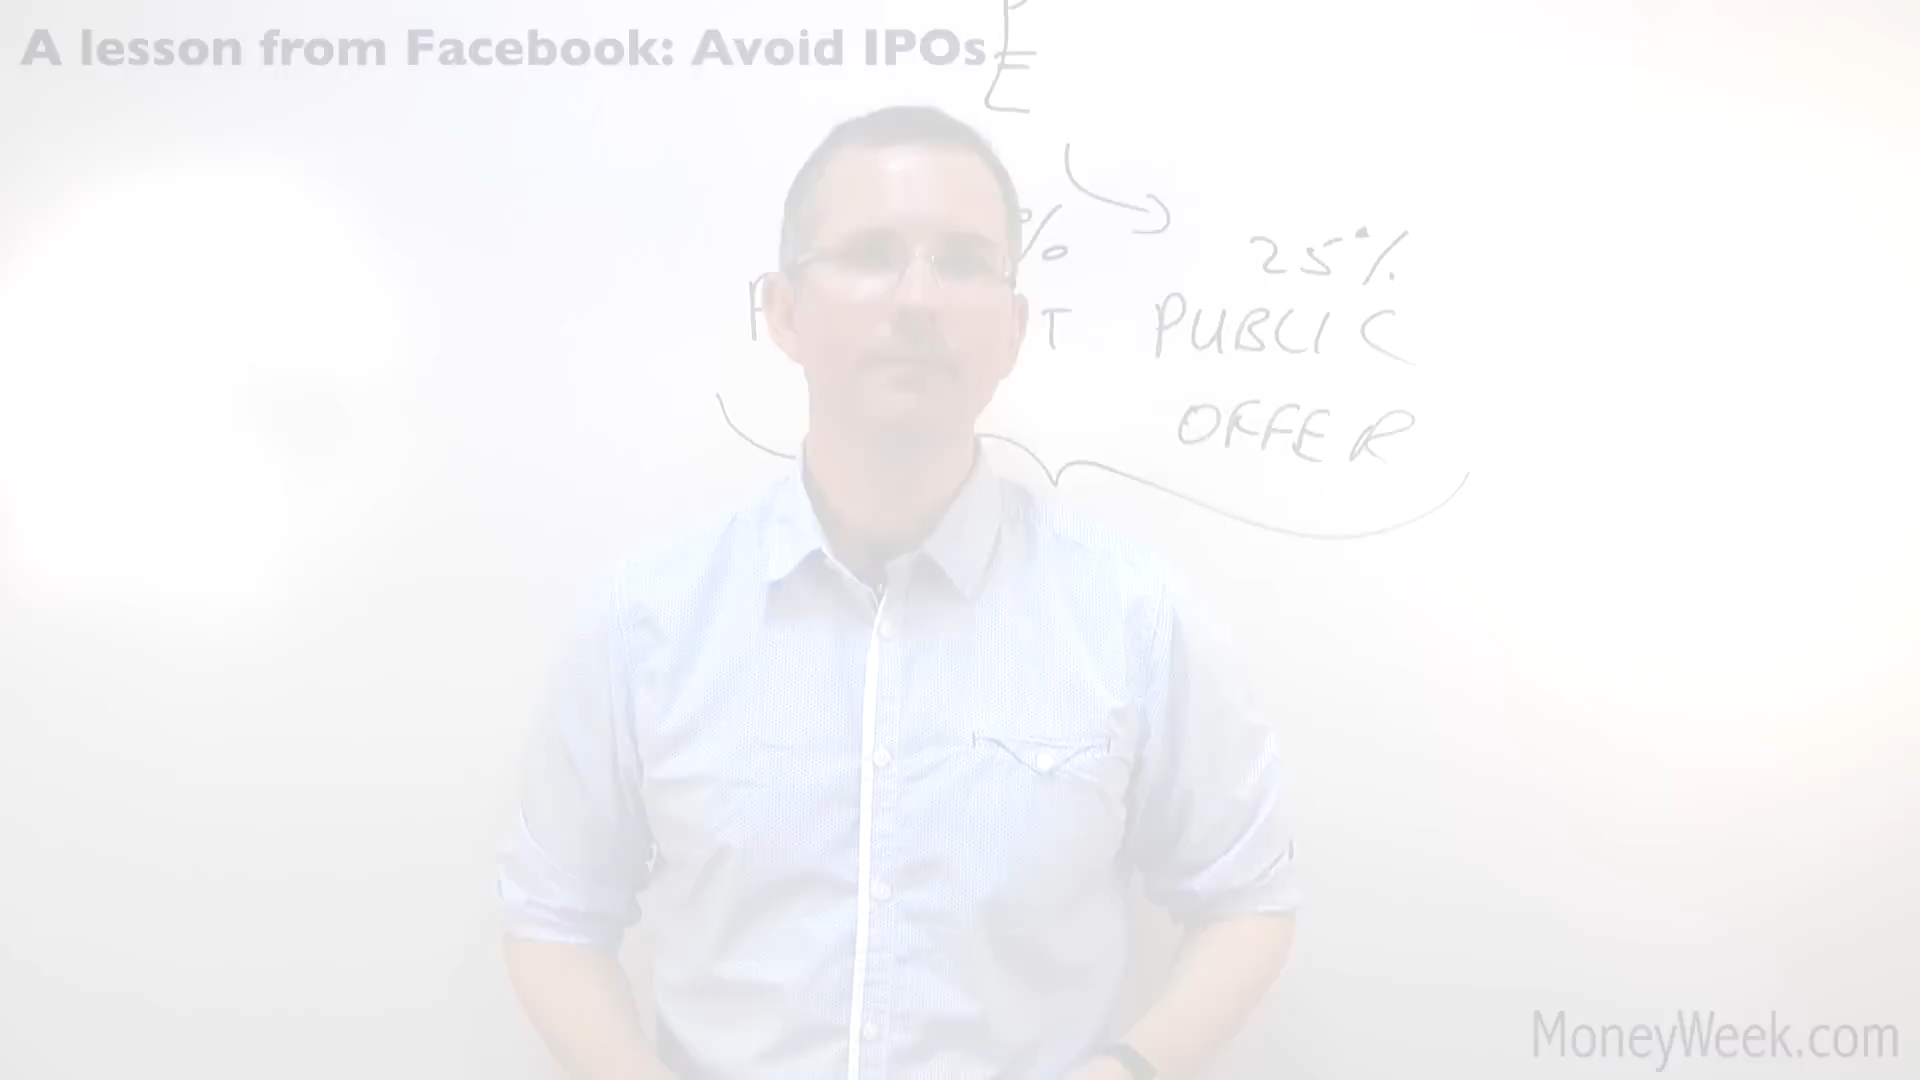 A lesson from Facebook: Avoid IPOs
P
E
% 25%
T PUBLIC
OFFER
MoneyWeek.com